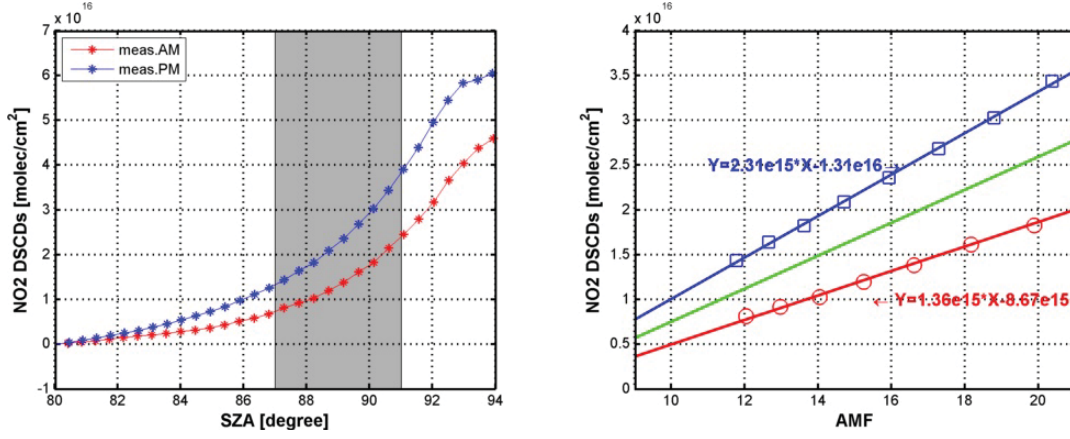 x 10^16
7
6
5
4
3
2
1
0
-1
NO2 DSCDs [molec/cm^2]
meas.AM
meas.PM
80 82 84 86 88 90 92 94
SZA [degree]
x 10^16
4
3.5
3
2.5
2
1.5
1
0.5
0
NO2 DSCDs [molec/cm^2]
Y=2.31e15*X-1.31e16
← Y=1.36e15*X-8.67e15
10 12 14 16 18 20
AMF